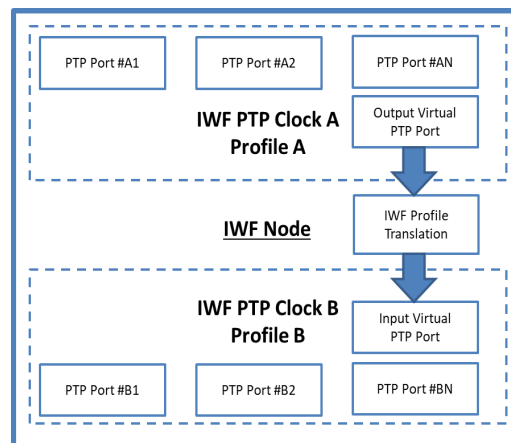 PTP Port #A1
PTP Port #A2
PTP Port #AN
IWF PTP Clock A
Profile A
Output Virtual
PTP Port
IWF Node
IWF Profile
Translation
IWF PTP Clock B
Profile B
Input Virtual
PTP Port
PTP Port #B1
PTP Port #B2
PTP Port #BN